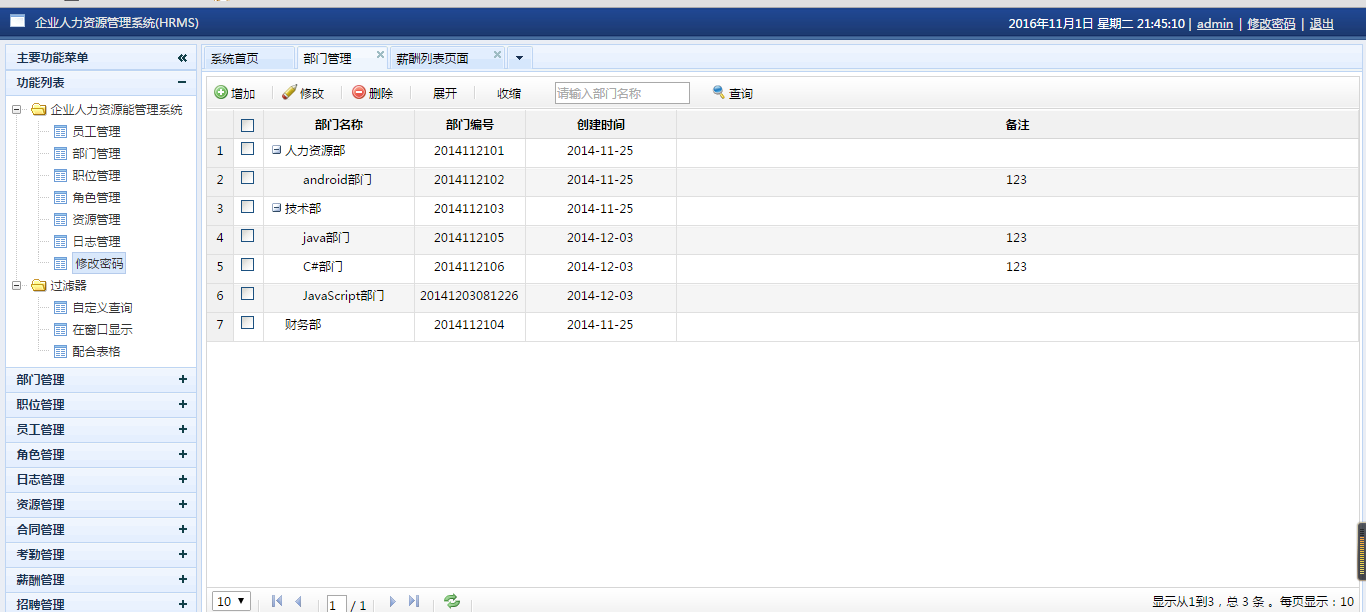 企业人力资源管理系统(HRMS)
2016年11月1日 星期二 21:45:10 | admin | 修改密码 | 退出
主要功能菜单
功能列表
企业人力资源能管理系统
员工管理
部门管理
职位管理
角色管理
资源管理
日志管理
修改密码
过滤器
自定义查询
在窗口显示
配合表格
部门管理
职位管理
员工管理
角色管理
日志管理
资源管理
合同管理
考勤管理
薪酬管理
招聘管理
系统首页 部门管理 薪酬列表页面
增加 修改 删除 展开 收缩 请输入部门名称 查询
部门名称 部门编号 创建时间 备注
1 人力资源部 2014112101 2014-11-25
2 android部门 2014112102 2014-11-25 123
3 技术部 2014112103 2014-11-25
4 java部门 2014112105 2014-12-03 123
5 C#部门 2014112106 2014-12-03 123
6 JavaScript部门 20141203081226 2014-12-03
7 财务部 2014112104 2014-11-25
10 1 / 1 显示从1到3，总 3 条 。每页显示：10